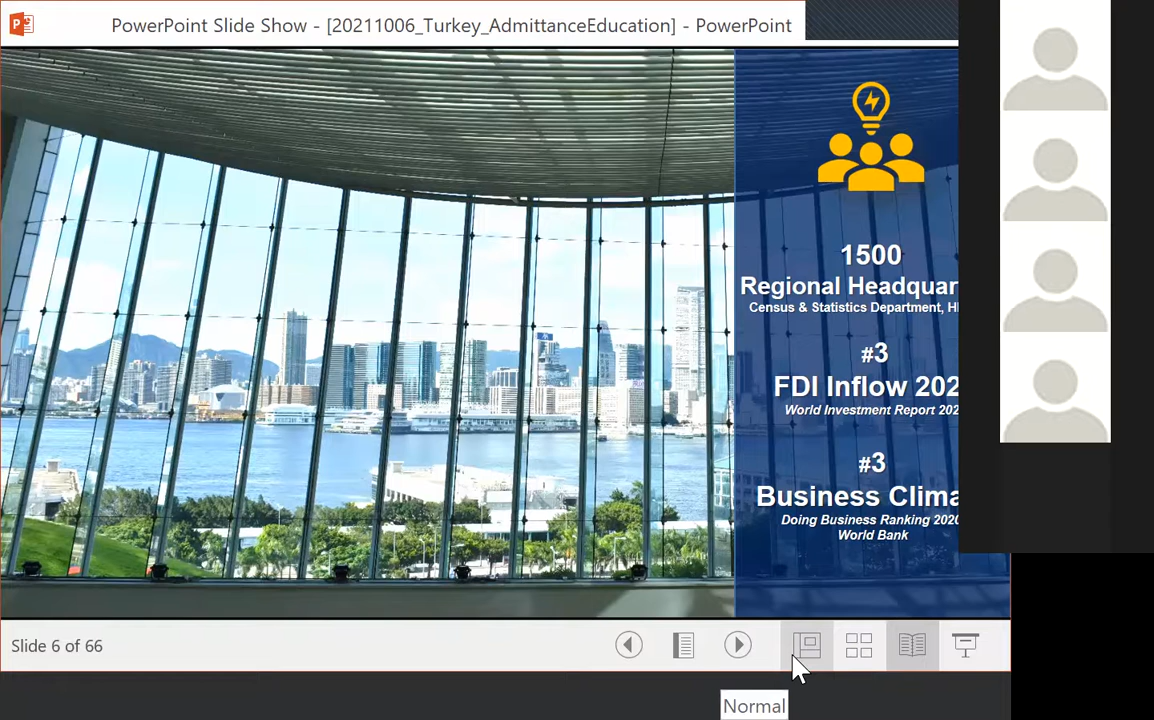 PowerPoint Slide Show - [20211006_Turkey_AdmittanceEducation] - PowerPoint
1500
Regional Headquar
Census & Statistics Department, H
#3
FDI Inflow 202
World Investment Report 202
#3
Business Clima
Doing Business Ranking 2020
World Bank
Slide 6 of 66
Normal